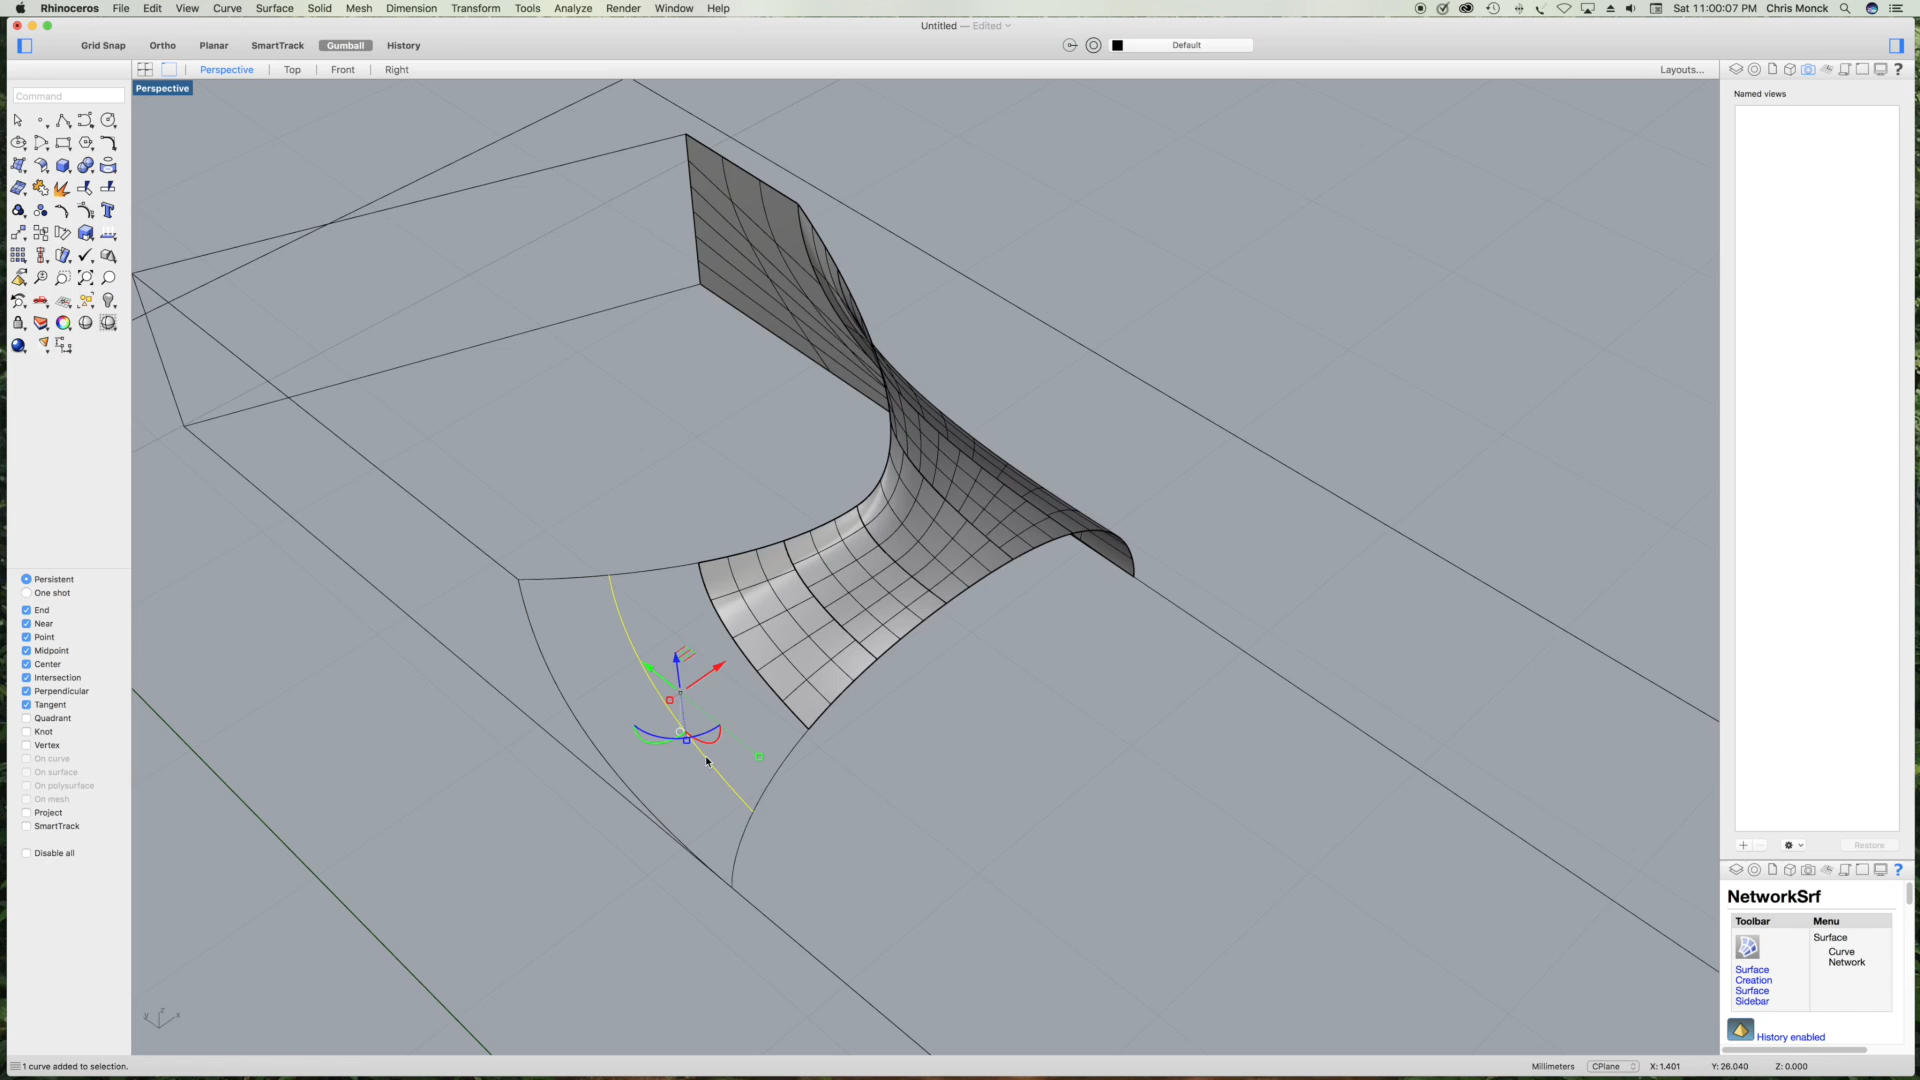 Rhinoceros File Edit View Curve Surface Solid Mesh Dimension Transform Tools Analyze Render Window Help
Sat 11:00:07 PM Chris Monck
Untitled — Edited
Grid Snap Ortho Planar SmartTrack Gumball History
Default
Perspective Top Front Right
Layouts...
Perspective
Command
Named views
Persistent
One shot
End
Near
Point
Midpoint
Center
Intersection
Perpendicular
Tangent
Quadrant
Knot
Vertex
On curve
On surface
On polysurface
On mesh
Project
SmartTrack
Disable all
Restore
NetworkSrf
Toolbar Menu
Surface
Curve
Network
Surface
Creation
Surface
Sidebar
History enabled
y z x
1 curve added to selection.
Millimeters CPlane X: 1.401 Y: 26.040 Z: 0.000